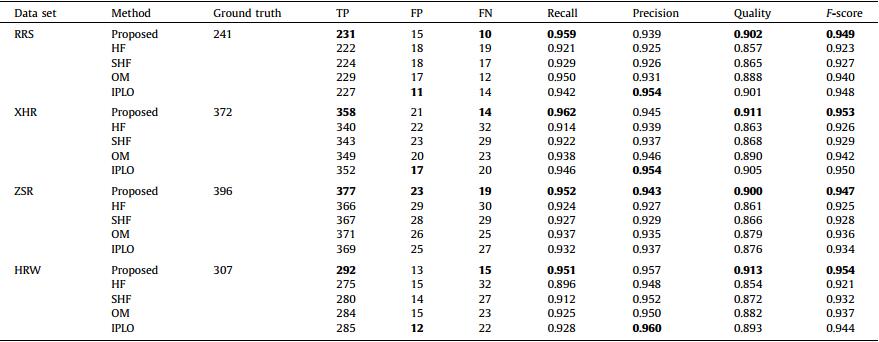 Data set Method Ground truth TP FP FN Recall Precision Quality F-score
RRS Proposed 241 231 15 10 0.959 0.939 0.902 0.949
HF 222 18 19 0.921 0.925 0.857 0.923
SHF 224 18 17 0.929 0.926 0.865 0.927
OM 229 17 12 0.950 0.931 0.888 0.940
IPLO 227 11 14 0.942 0.954 0.901 0.948
XHR Proposed 372 358 21 14 0.962 0.945 0.911 0.953
HF 340 22 32 0.914 0.939 0.863 0.926
SHF 343 23 29 0.922 0.937 0.868 0.929
OM 349 20 23 0.938 0.946 0.890 0.942
IPLO 352 17 20 0.946 0.954 0.905 0.950
ZSR Proposed 396 377 23 19 0.952 0.943 0.900 0.947
HF 366 29 30 0.924 0.927 0.861 0.925
SHF 367 28 29 0.927 0.929 0.866 0.928
OM 371 26 25 0.937 0.935 0.879 0.936
IPLO 369 25 27 0.932 0.937 0.876 0.934
HRW Proposed 307 292 13 15 0.951 0.957 0.913 0.954
HF 275 15 32 0.896 0.948 0.854 0.921
SHF 280 14 27 0.912 0.952 0.872 0.932
OM 284 15 23 0.925 0.950 0.882 0.937
IPLO 285 12 22 0.928 0.960 0.893 0.944